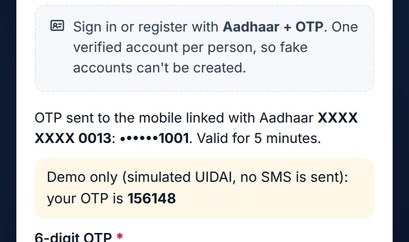 Sign in or register with Aadhaar + OTP. One
verified account per person, so fake
accounts can't be created.
OTP sent to the mobile linked with Aadhaar XXXX
XXXX 0013: ••••••1001. Valid for 5 minutes.
Demo only (simulated UIDAI, no SMS is sent):
your OTP is 156148
6-digit OTP *